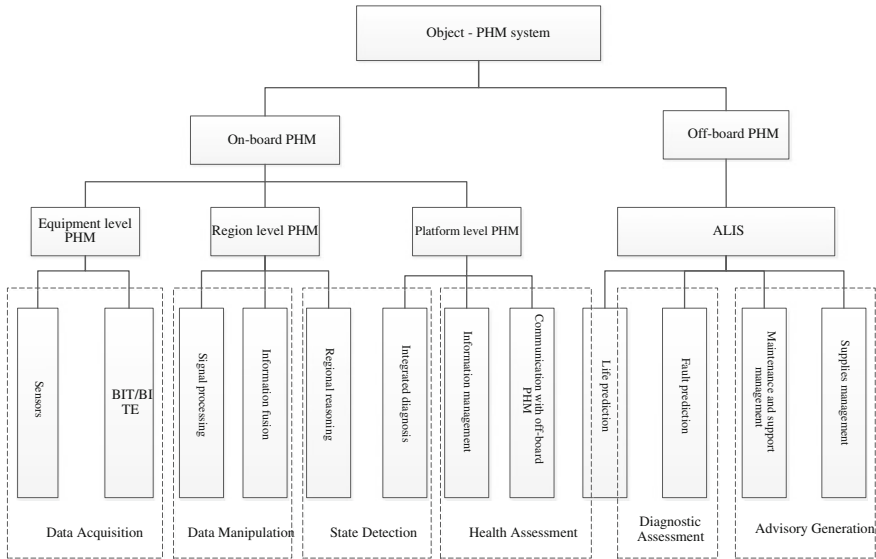 Object - PHM system
On-board PHM
Off-board PHM
Equipment level
PHM
Region level PHM
Platform level PHM
ALIS
Sensors
BIT/BI
TE
Signal processing
Information fusion
Regional reasoning
Integrated diagnosis
Information management
Communication with off-board
PHM
Life prediction
Fault prediction
Maintenance and support
management
Supplies management
Data Acquisition
Data Manipulation
State Detection
Health Assessment
Diagnostic
Assessment
Advisory Generation